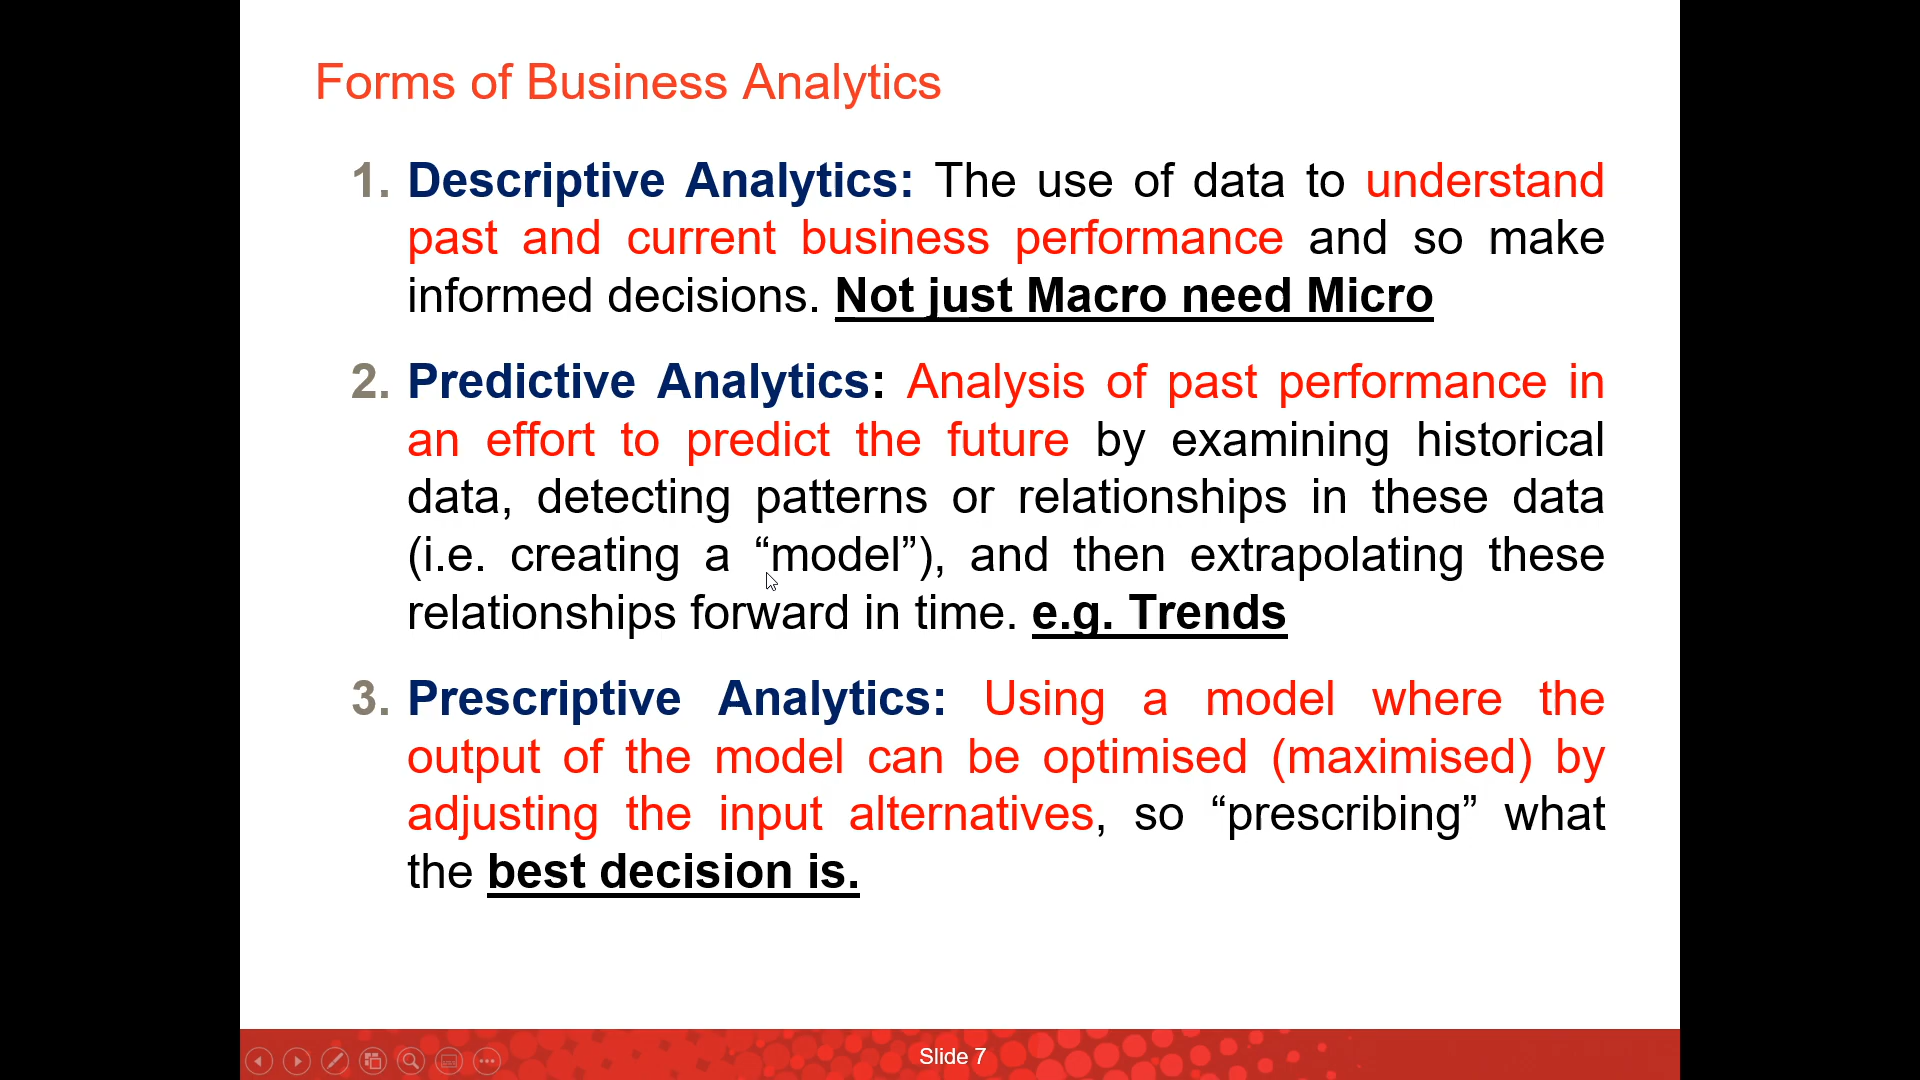 Forms of Business Analytics
1. Descriptive Analytics: The use of data to understand
past and current business performance and so make
informed decisions. Not just Macro need Micro
2. Predictive Analytics: Analysis of past performance in
an effort to predict the future by examining historical
data, detecting patterns or relationships in these data
(i.e. creating a “model”), and then extrapolating these
relationships forward in time. e.g. Trends
3. Prescriptive Analytics: Using a model where the
output of the model can be optimised (maximised) by
adjusting the input alternatives, so “prescribing” what
the best decision is.
Slide 7